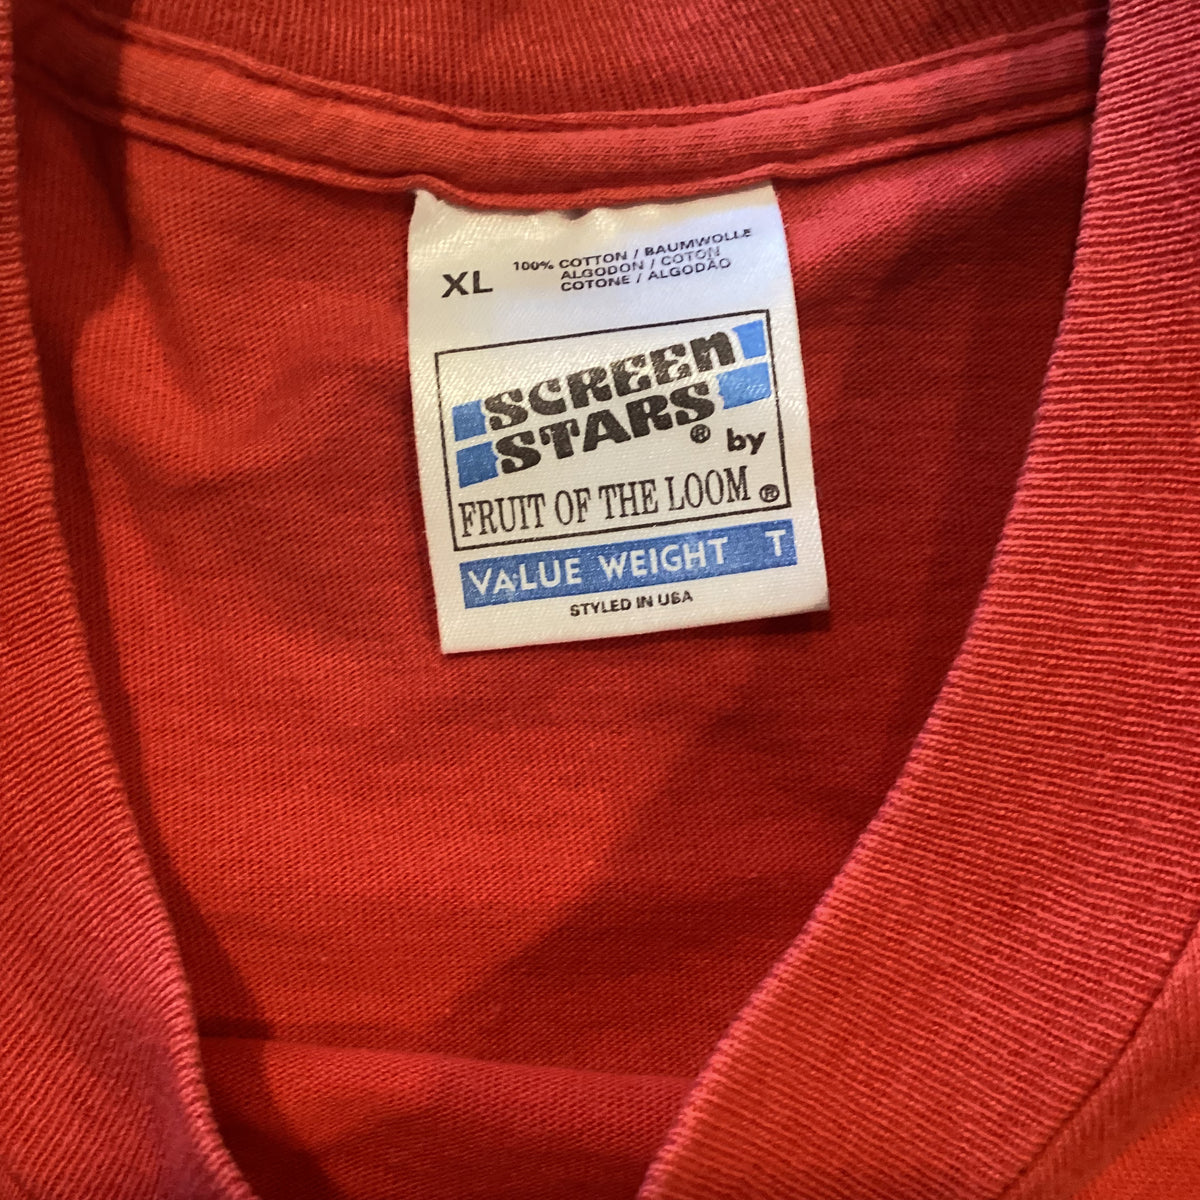 XL
100% COTTON / BAUMWOLLE
ALGODON / COTON
COTONE / ALGODÃO
SCREEN
STARS® by
FRUIT OF THE LOOM®
VALUE WEIGHT T
STYLED IN USA